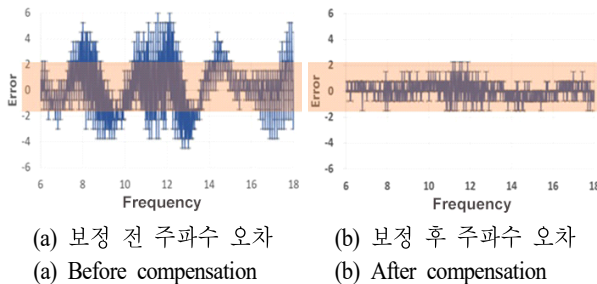 6
4
2
0
-2
-4
-6
Error
6 8 10 12 14 16 18
Frequency
6
4
2
0
-2
-4
-6
Error
6 8 10 12 14 16 18
Frequency
(a) 보정 전 주파수 오차
(a) Before compensation
(b) 보정 후 주파수 오차
(b) After compensation